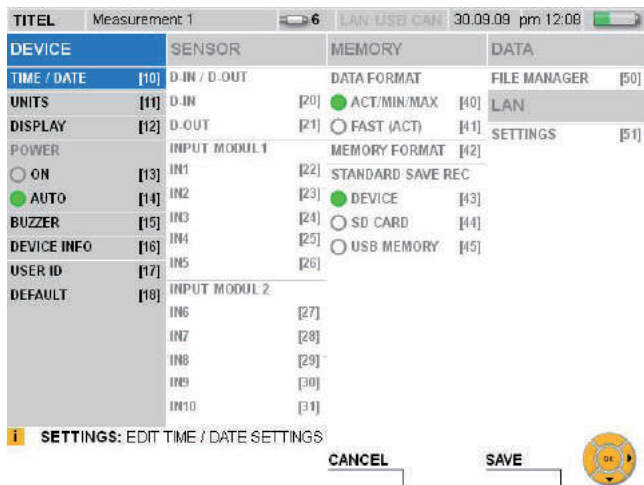 TITEL Measurement 1 6 LAN USB CAN 30.09.09 pm 12:08
DEVICE
TIME / DATE [10]
UNITS [11]
DISPLAY [12]
POWER
ON [13]
AUTO [14]
BUZZER [15]
DEVICE INFO [16]
USER ID [17]
DEFAULT [18]
SENSOR
D-IN / D-OUT
D-IN [20]
D-OUT [21]
INPUT MODUL 1
IN1 [22]
IN2 [23]
IN3 [24]
IN4 [25]
IN5 [26]
INPUT MODUL 2
IN6 [27]
IN7 [28]
IN8 [29]
IN9 [30]
IN10 [31]
MEMORY
DATA FORMAT
ACT/MIN/MAX [40]
FAST (ACT) [41]
MEMORY FORMAT [42]
STANDARD SAVE REC
DEVICE [43]
SD CARD [44]
USB MEMORY [45]
DATA
FILE MANAGER [50]
LAN
SETTINGS [51]
i SETTINGS: EDIT TIME / DATE SETTINGS
CANCEL SAVE OK